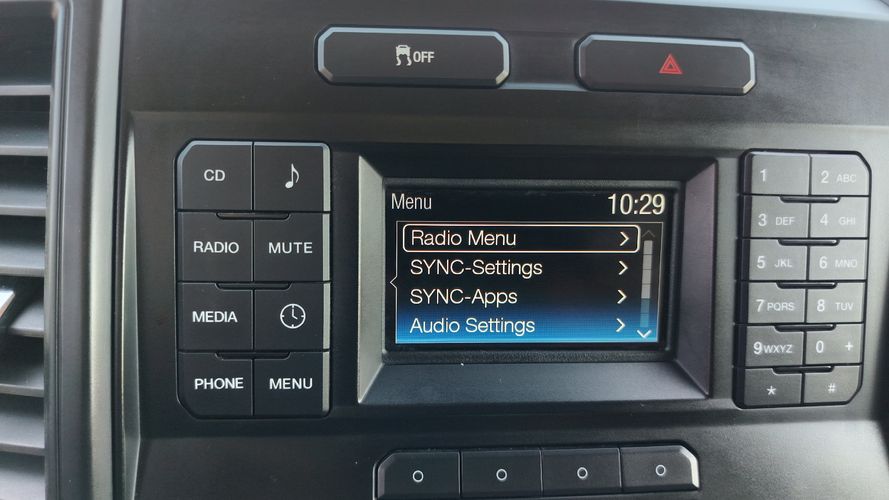 OFF
CD
RADIO MUTE
MEDIA
PHONE MENU
Menu 10:29
Radio Menu >
SYNC-Settings >
SYNC-Apps >
Audio Settings >
1 2 ABC
3 DEF 4 GHI
5 JKL 6 MNO
7 PQRS 8 TUV
9 WXYZ 0 +
* #